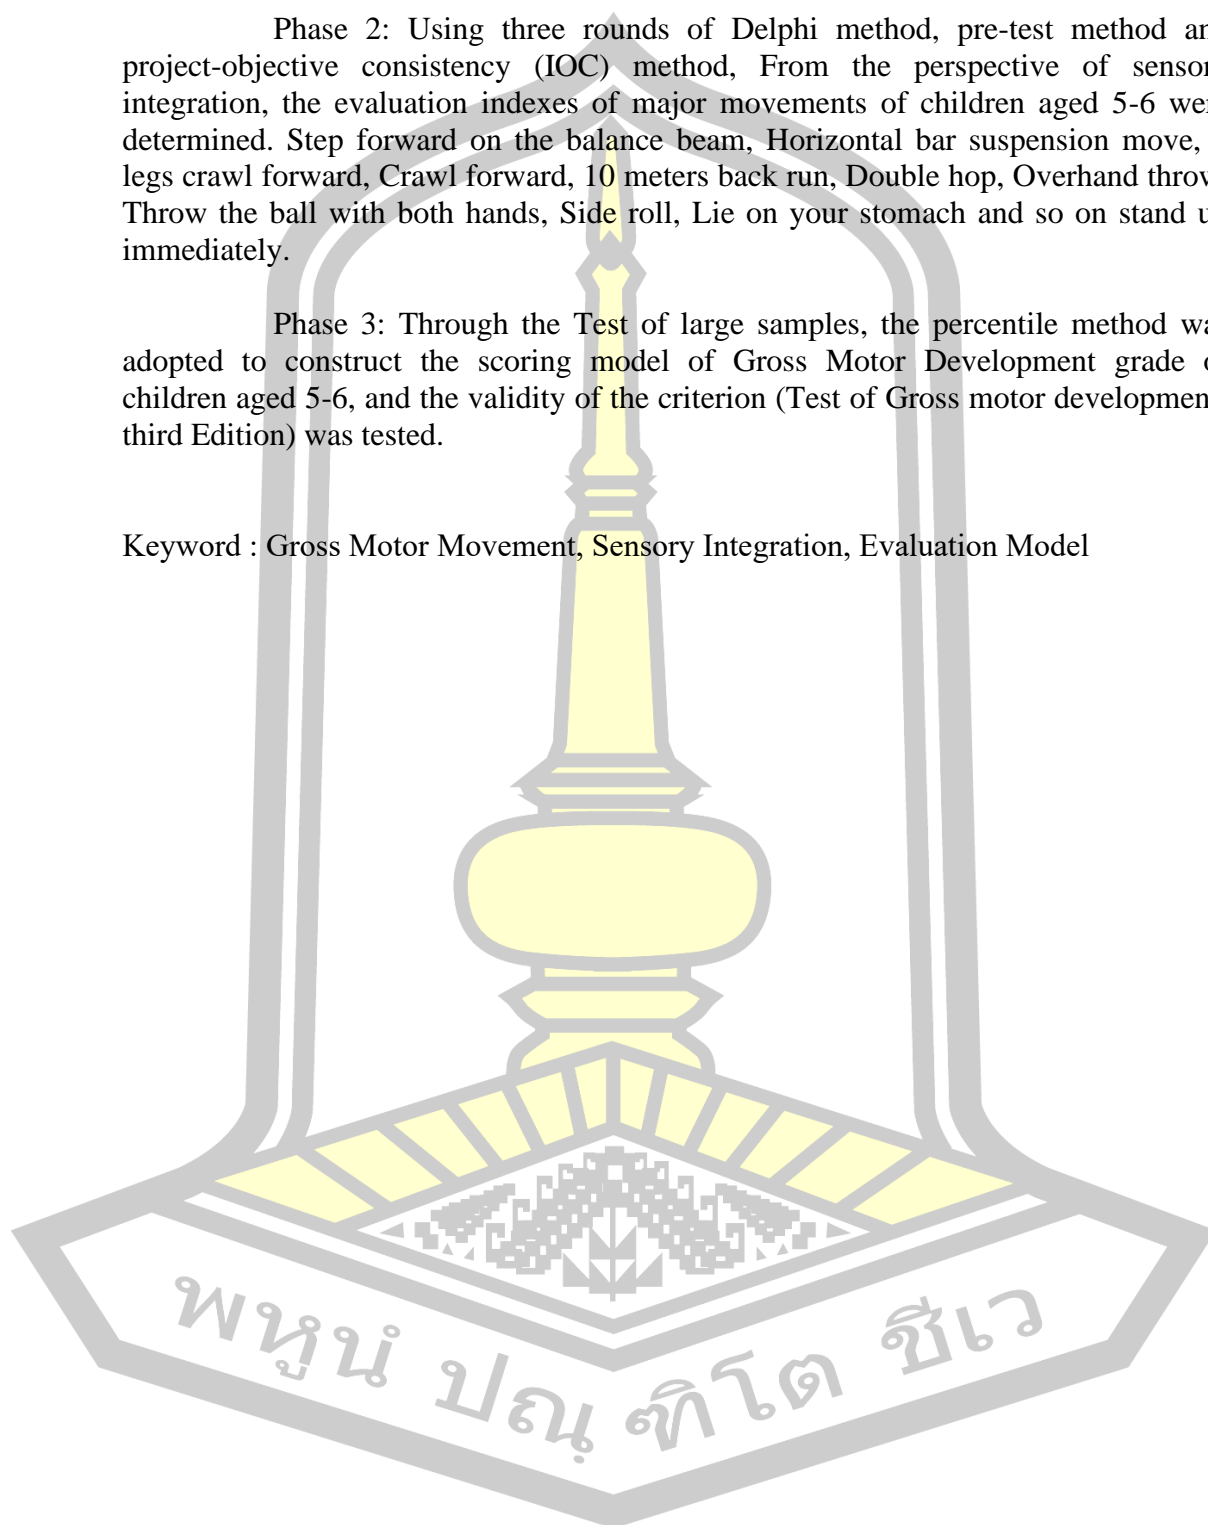 Phase 2: Using three rounds of Delphi method, pre-test method an
project-objective consistency (IOC) method, From the perspective of sensor
integration, the evaluation indexes of major movements of children aged 5-6 wer
determined. Step forward on the balance beam, Horizontal bar suspension move,
legs crawl forward, Crawl forward, 10 meters back run, Double hop, Overhand throw
Throw the ball with both hands, Side roll, Lie on your stomach and so on stand u
immediately.
Phase 3: Through the Test of large samples, the percentile method wa
adopted to construct the scoring model of Gross Motor Development grade o
children aged 5-6, and the validity of the criterion (Test of Gross motor development
third Edition) was tested.
Keyword : Gross Motor Movement, Sensory Integration, Evaluation Model
พหูนํ ปณฺ ฑิโต ชีเว